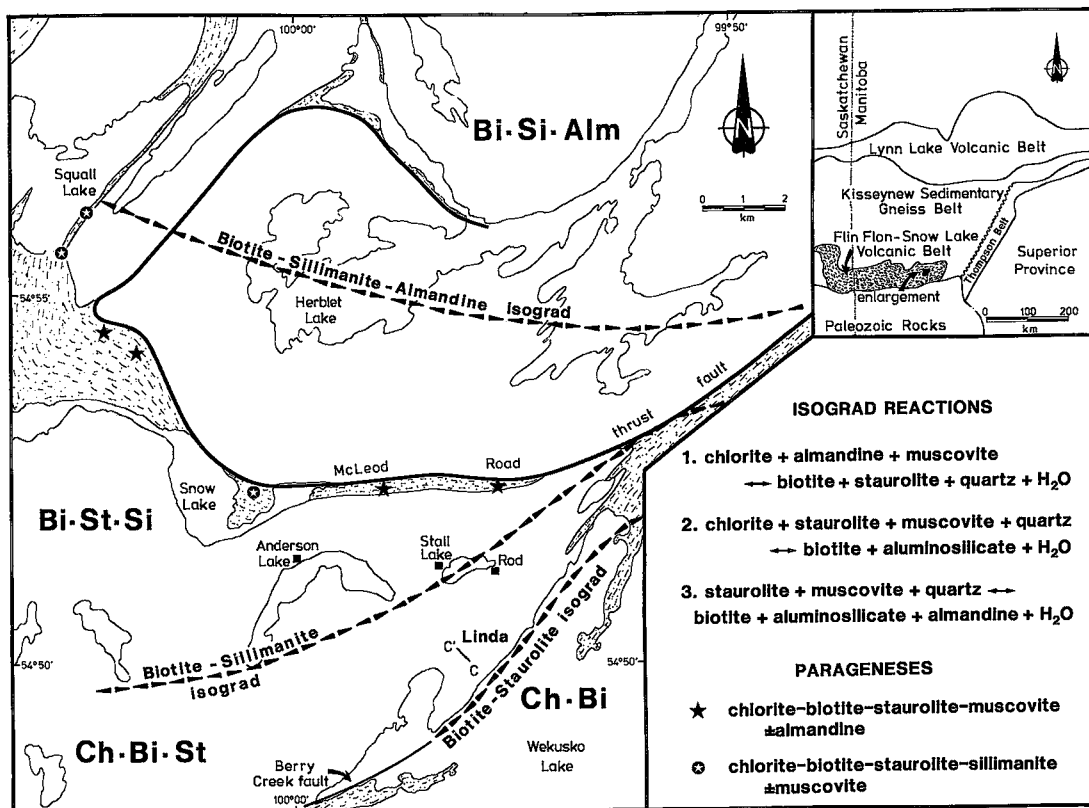 100°00'
99°50'
N
0 1 2
km
Bi·Si·Alm
Squall
Lake
Biotite-Sillimanite-Almandine isograd
Herblet
Lake
54°55'
thrust fault
McLeod Road
Snow
Lake
Bi·St·Si
Anderson
Lake
Stall
Lake
Rod
Biotite-Sillimanite
isograd
Linda
C'
C
54°50'
54°50'
Biotite-Staurolite isograd
Ch·Bi
Ch·Bi·St
Wekusko
Lake
Berry
Creek fault
100°00'
Saskatchewan
Manitoba
N
Lynn Lake Volcanic Belt
Kisseynew Sedimentary
Gneiss Belt
Flin Flon-Snow Lake
Volcanic Belt
Thompson Belt
Superior
Province
enlargement
0 100 200
km
Paleozoic Rocks
ISOGRAD REACTIONS
1. chlorite + almandine + muscovite
↔ biotite + staurolite + quartz + H₂O
2. chlorite + staurolite + muscovite + quartz
↔ biotite + aluminosilicate + H₂O
3. staurolite + muscovite + quartz ↔
biotite + aluminosilicate + almandine + H₂O
PARAGENESES
★ chlorite-biotite-staurolite-muscovite
±almandine
✪ chlorite-biotite-staurolite-sillimanite
±muscovite